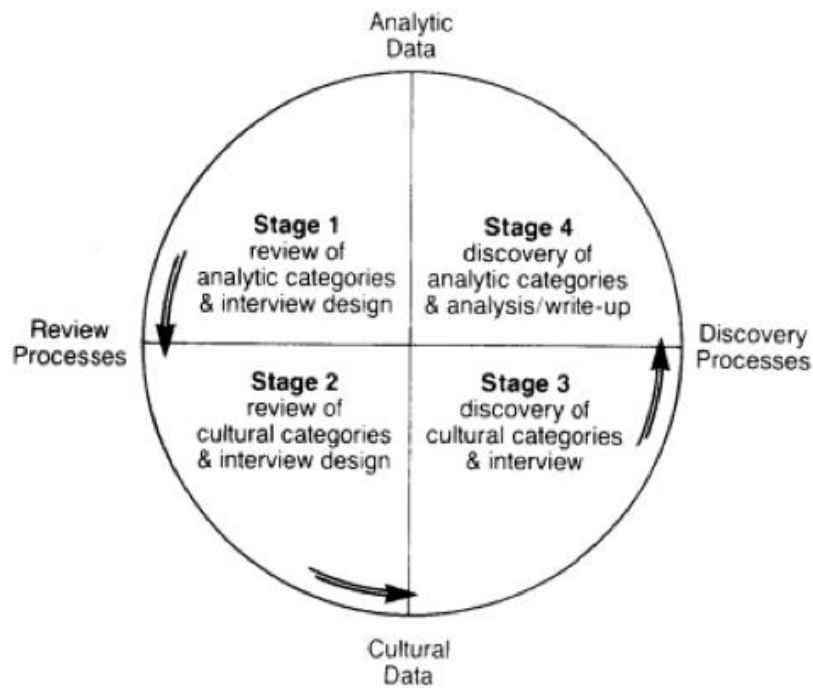 Analytic
Data
Stage 1
review of
analytic categories
& interview design
Stage 4
discovery of
analytic categories
& analysis/write-up
Review
Processes
Discovery
Processes
Stage 2
review of
cultural categories
& interview design
Stage 3
discovery of
cultural categories
& interview
Cultural
Data